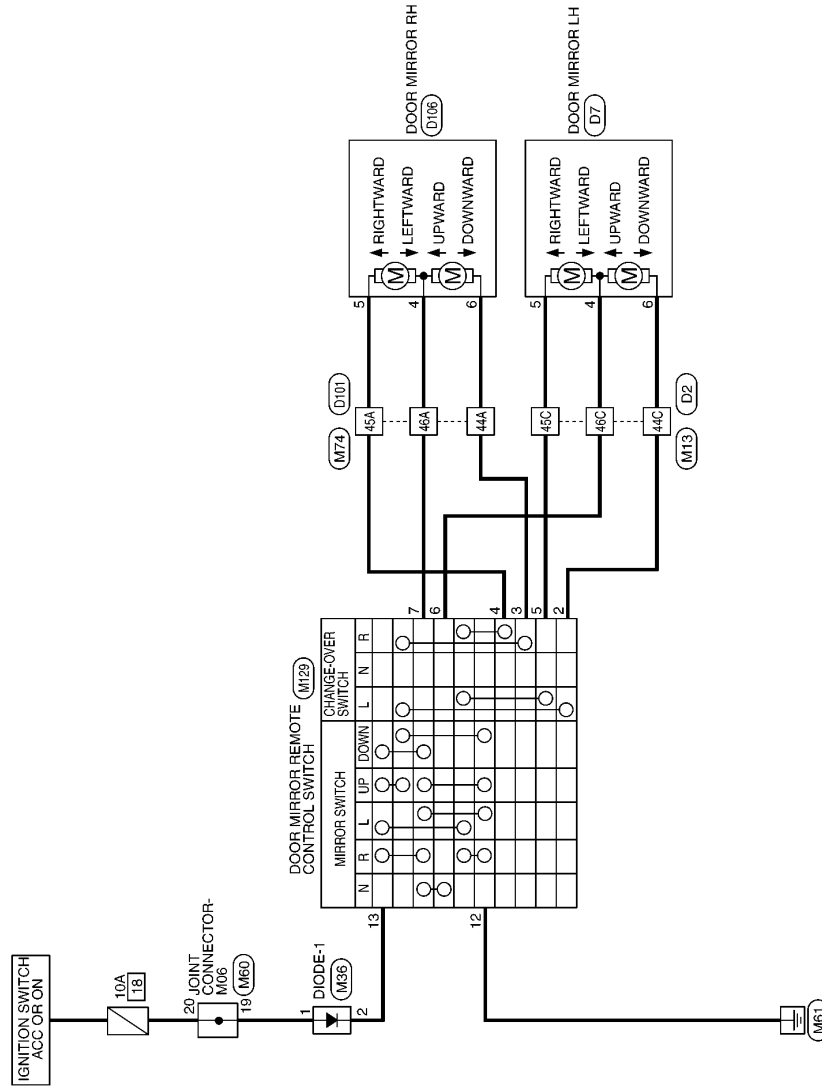 IGNITION SWITCH
ACC OR ON
10A
18
20
JOINT
CONNECTOR-
M06
19
M60
1
DIODE-1
M36
2
13
12
M61
DOOR MIRROR REMOTE
CONTROL SWITCH
M129
MIRROR SWITCH
CHANGE-OVER
SWITCH
N
R
L
UP
DOWN
L
N
R
7
6
4
3
5
2
M74
D101
45A
46A
44A
45C
46C
44C
M13
D2
5
4
6
M
M
RIGHTWARD
LEFTWARD
UPWARD
DOWNWARD
DOOR MIRROR RH
D106
5
4
6
M
M
RIGHTWARD
LEFTWARD
UPWARD
DOWNWARD
DOOR MIRROR LH
D7